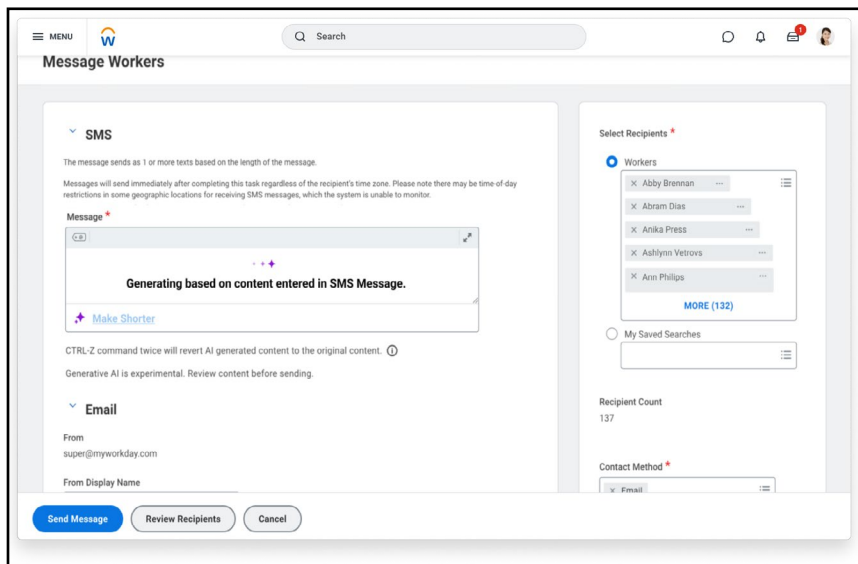 MENU
Search
1
Message Workers
SMS
The message sends as 1 or more texts based on the length of the message.
Messages will send immediately after completing this task regardless of the recipient's time zone. Please note there may be time-of-day
restrictions in some geographic locations for receiving SMS messages, which the system is unable to monitor.
Message *
Generating based on content entered in SMS Message.
Make Shorter
CTRL-Z command twice will revert AI generated content to the original content.
Generative AI is experimental. Review content before sending.
Email
From
super@myworkday.com
From Display Name
Select Recipients *
Workers
Abby Brennan
Abram Dias
Anika Press
Ashlynn Vetrovs
Ann Philips
MORE (132)
My Saved Searches
Recipient Count
137
Contact Method *
Email
Send Message
Review Recipients
Cancel